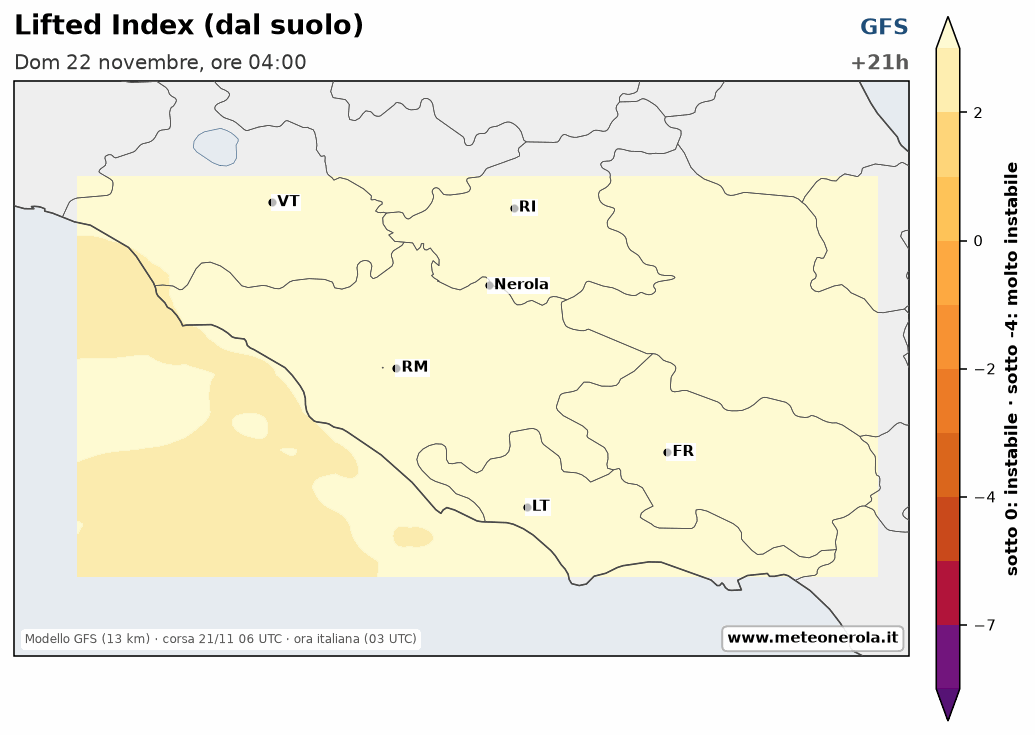 Lifted Index (dal suolo)
GFS
Dom 22 novembre, ore 04:00
+21h
VT
RI
Nerola
RM
FR
LT
2
0
−2
−4
−7
sotto 0: instabile · sotto -4: molto instabile
Modello GFS (13 km) · corsa 21/11 06 UTC · ora italiana (03 UTC)
www.meteonerola.it